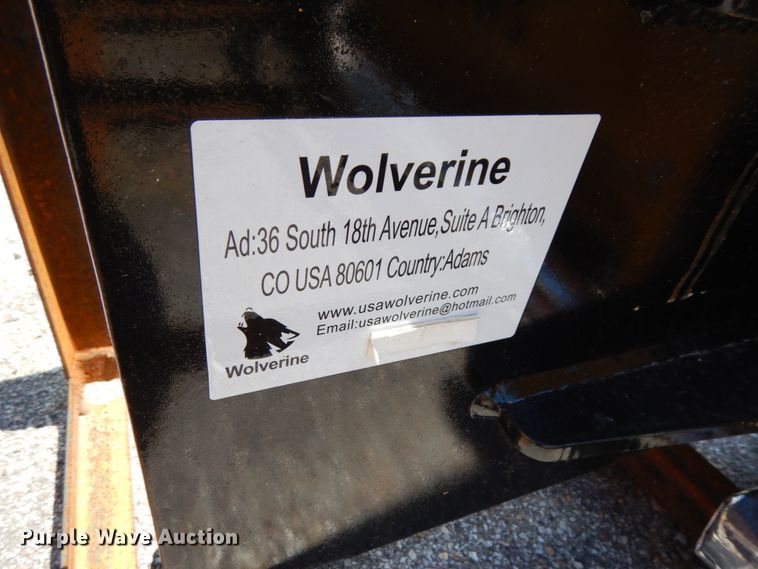 Wolverine
Ad:36 South 18th Avenue,Suite A Brighton,
CO USA 80601 Country:Adams
www.usawolverine.com
Email:usawolverine@hotmail.com
Wolverine
Purple Wave Auction